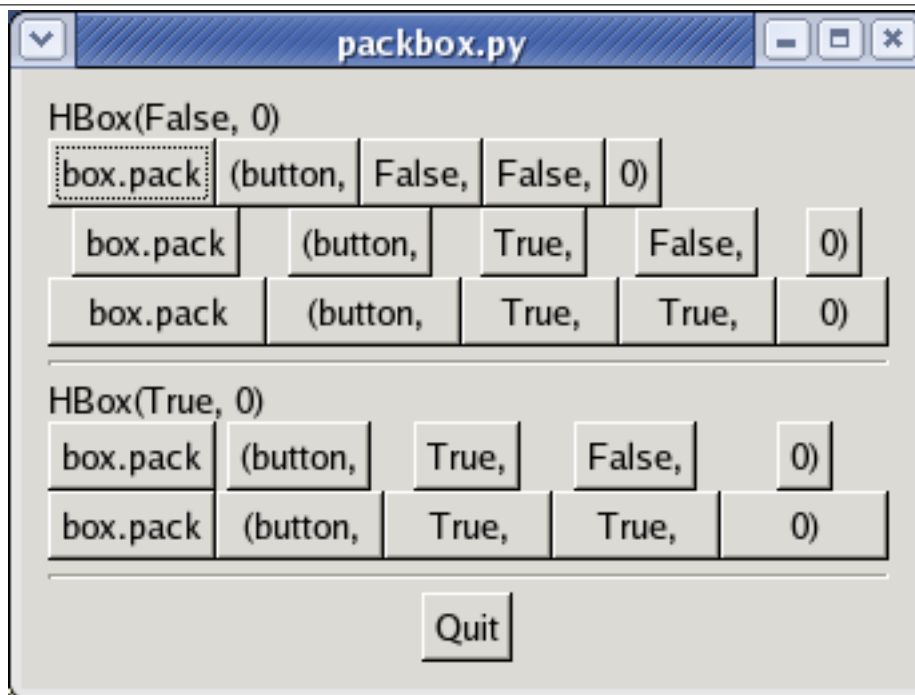 packbox.py
HBox(False, 0)
box.pack (button, False, False, 0)
box.pack (button, True, False, 0)
box.pack (button, True, True, 0)
HBox(True, 0)
box.pack (button, True, False, 0)
box.pack (button, True, True, 0)
Quit